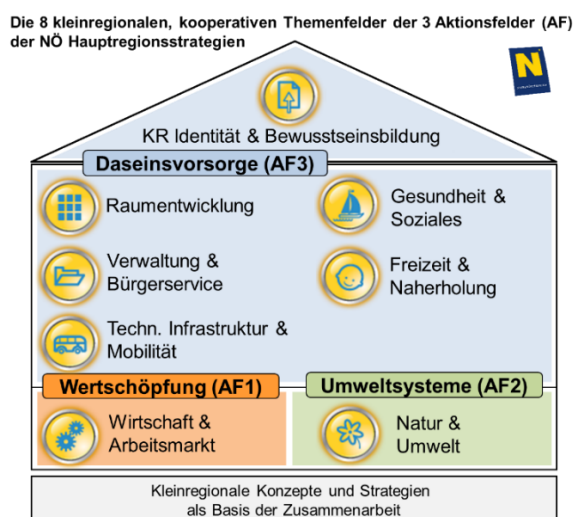 Die 8 kleinregionalen, kooperativen Themenfelder der 3 Aktionsfelder (AF)
der NÖ Hauptregionsstrategien
N
KR Identität & Bewusstseinsbildung
Daseinsvorsorge (AF3)
Raumentwicklung
Gesundheit &
Soziales
Verwaltung &
Bürgerservice
Freizeit &
Naherholung
Techn. Infrastruktur &
Mobilität
Wertschöpfung (AF1)
Umweltsysteme (AF2)
Wirtschaft &
Arbeitsmarkt
Natur &
Umwelt
Kleinregionale Konzepte und Strategien
als Basis der Zusammenarbeit